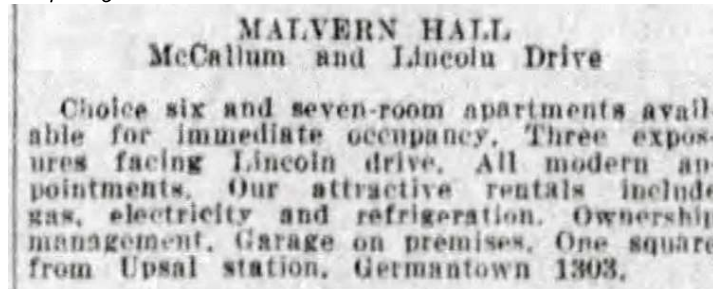 MALVERN HALL
McCallum and Lincoln Drive
Choice six and seven-room apartments avail-
able for immediate occupancy. Three expos-
ures facing Lincoln drive. All modern ap-
pointments. Our attractive rentals include
gas, electricity and refrigeration. Ownership
management. Garage on premises. One square
from Upsal station. Germantown 1303.